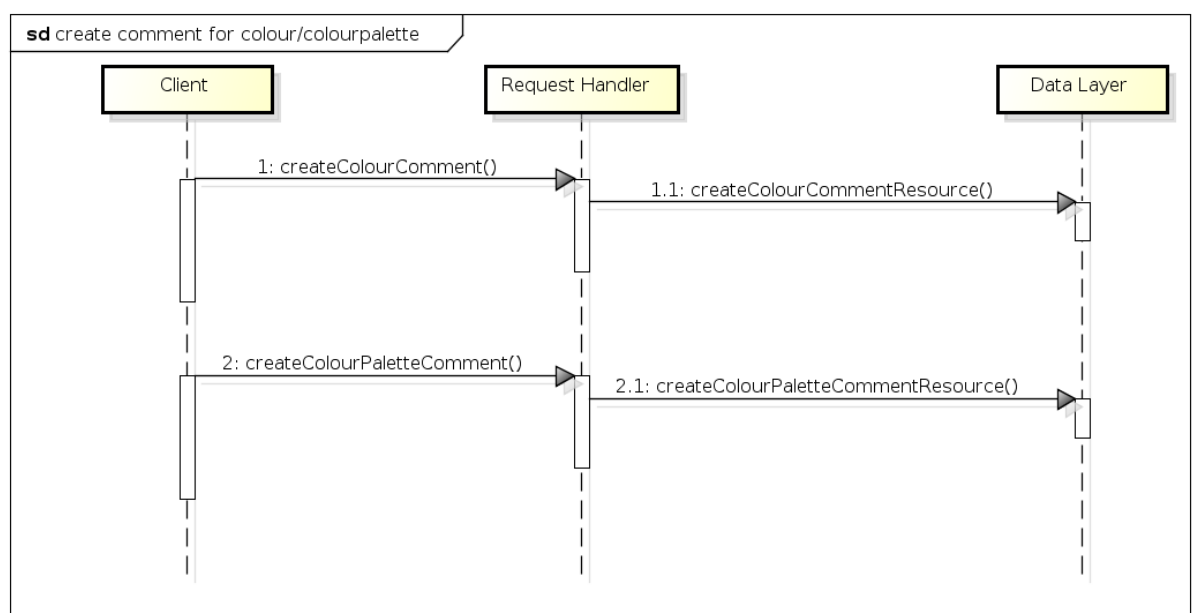 sd create comment for colour/colourpalette
Client
Request Handler
Data Layer
1: createColourComment()
1.1: createColourCommentResource()
2: createColourPaletteComment()
2.1: createColourPaletteCommentResource()